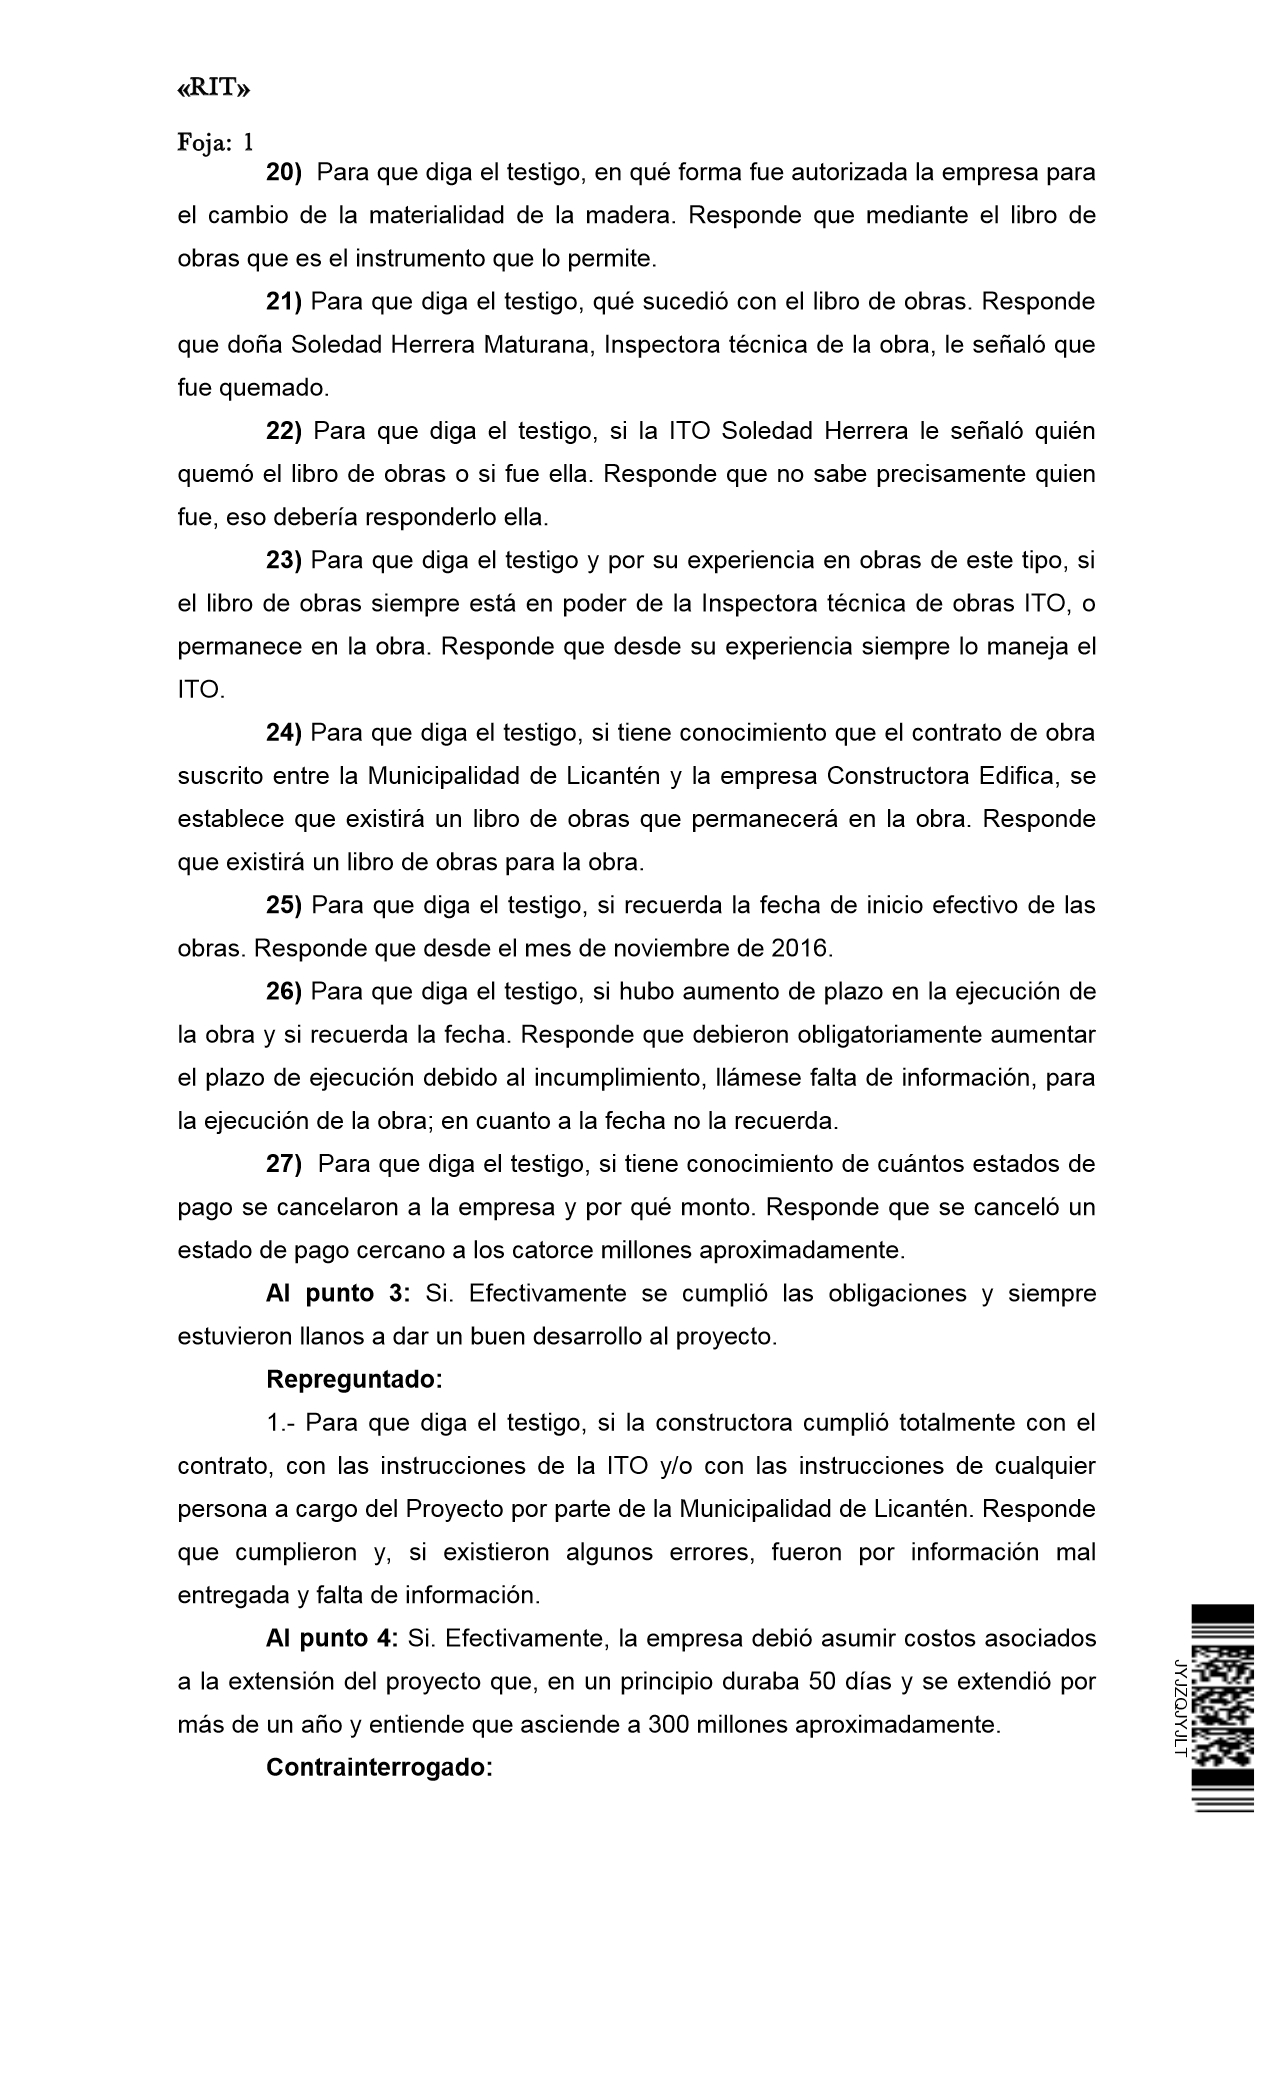 «RIT»
Foja: 1
20) Para que diga el testigo, en qué forma fue autorizada la empresa para
el cambio de la materialidad de la madera. Responde que mediante el libro de
obras que es el instrumento que lo permite.
21) Para que diga el testigo, qué sucedió con el libro de obras. Responde
que doña Soledad Herrera Maturana, Inspectora técnica de la obra, le señaló que
fue quemado.
22) Para que diga el testigo, si la ITO Soledad Herrera le señaló quién
quemó el libro de obras o si fue ella. Responde que no sabe precisamente quien
fue, eso debería responderlo ella.
23) Para que diga el testigo y por su experiencia en obras de este tipo, si
el libro de obras siempre está en poder de la Inspectora técnica de obras ITO, o
permanece en la obra. Responde que desde su experiencia siempre lo maneja el
ITO.
24) Para que diga el testigo, si tiene conocimiento que el contrato de obra
suscrito entre la Municipalidad de Licantén y la empresa Constructora Edifica, se
establece que existirá un libro de obras que permanecerá en la obra. Responde
que existirá un libro de obras para la obra.
25) Para que diga el testigo, si recuerda la fecha de inicio efectivo de las
obras. Responde que desde el mes de noviembre de 2016.
26) Para que diga el testigo, si hubo aumento de plazo en la ejecución de
la obra y si recuerda la fecha. Responde que debieron obligatoriamente aumentar
el plazo de ejecución debido al incumplimiento, llámese falta de información, para
la ejecución de la obra; en cuanto a la fecha no la recuerda.
27) Para que diga el testigo, si tiene conocimiento de cuántos estados de
pago se cancelaron a la empresa y por qué monto. Responde que se canceló un
estado de pago cercano a los catorce millones aproximadamente.
Al punto 3: Si. Efectivamente se cumplió las obligaciones y siempre
estuvieron llanos a dar un buen desarrollo al proyecto.
Repreguntado:
1.- Para que diga el testigo, si la constructora cumplió totalmente con el
contrato, con las instrucciones de la ITO y/o con las instrucciones de cualquier
persona a cargo del Proyecto por parte de la Municipalidad de Licantén. Responde
que cumplieron y, si existieron algunos errores, fueron por información mal
entregada y falta de información.
Al punto 4: Si. Efectivamente, la empresa debió asumir costos asociados
a la extensión del proyecto que, en un principio duraba 50 días y se extendió por
más de un año y entiende que asciende a 300 millones aproximadamente.
Contrainterrogado:
JYJZQJYJLT